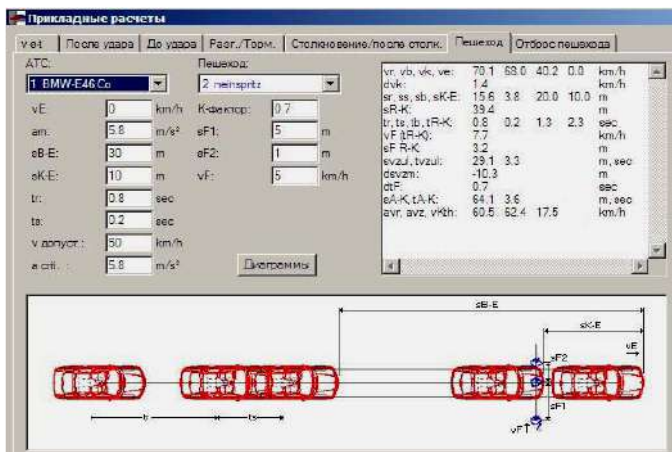 Прикладные расчеты
v e t После удара До удара Разг./Торм. Столкновение/после столк. Пешеход Отброс пешехода
АТС: Пешеход:
1 BMW-E46 Co 2 neinspritz
vE: 0 km/h К-фактор: 0.7
am: 5.8 m/s² sF1: 5 m
sB-E: 30 m sF2: 1 m
sK-E: 10 m vF: 5 km/h
tr: 0.8 sec
ts: 0.2 sec
v допуст.: 50 km/h
a ctil. : 5.8 m/s² Диаграммы
vr, vb, vk, ve: 70.1 68.0 40.2 0.0 km/h
dvk: 1.4 km/h
sr, ss, sb, sK-E: 15.6 3.8 20.0 10.0 m
sR-K: 39.4 m
tr, ts, tb, tR-K: 0.8 0.2 1.3 2.3 sec
vF (tR-K): 7.7 km/h
sF R-K: 3.2 m
svzul, tvzul: 29.1 3.3 m, sec
dsvzm: -10.3 m
dtF: 0.7 sec
sA-K, tA-K: 64.1 3.6 m, sec
avr, avz, vKth: 60.5 62.4 17.5 km/h
sB-E
sK-E
vE
sF2
sF1
vF1
tr ts